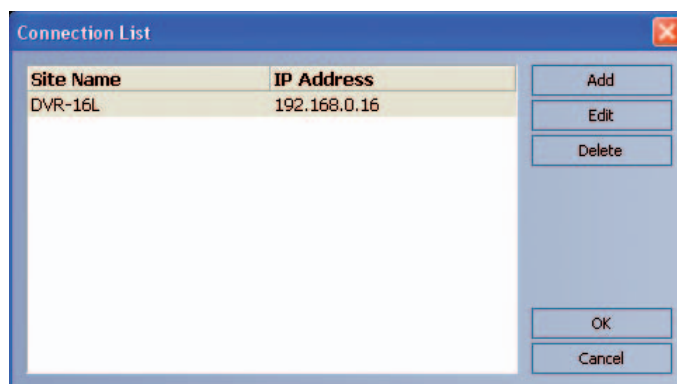 Connection List
Site Name IP Address
DVR-16L 192.168.0.16
Add
Edit
Delete
OK
Cancel